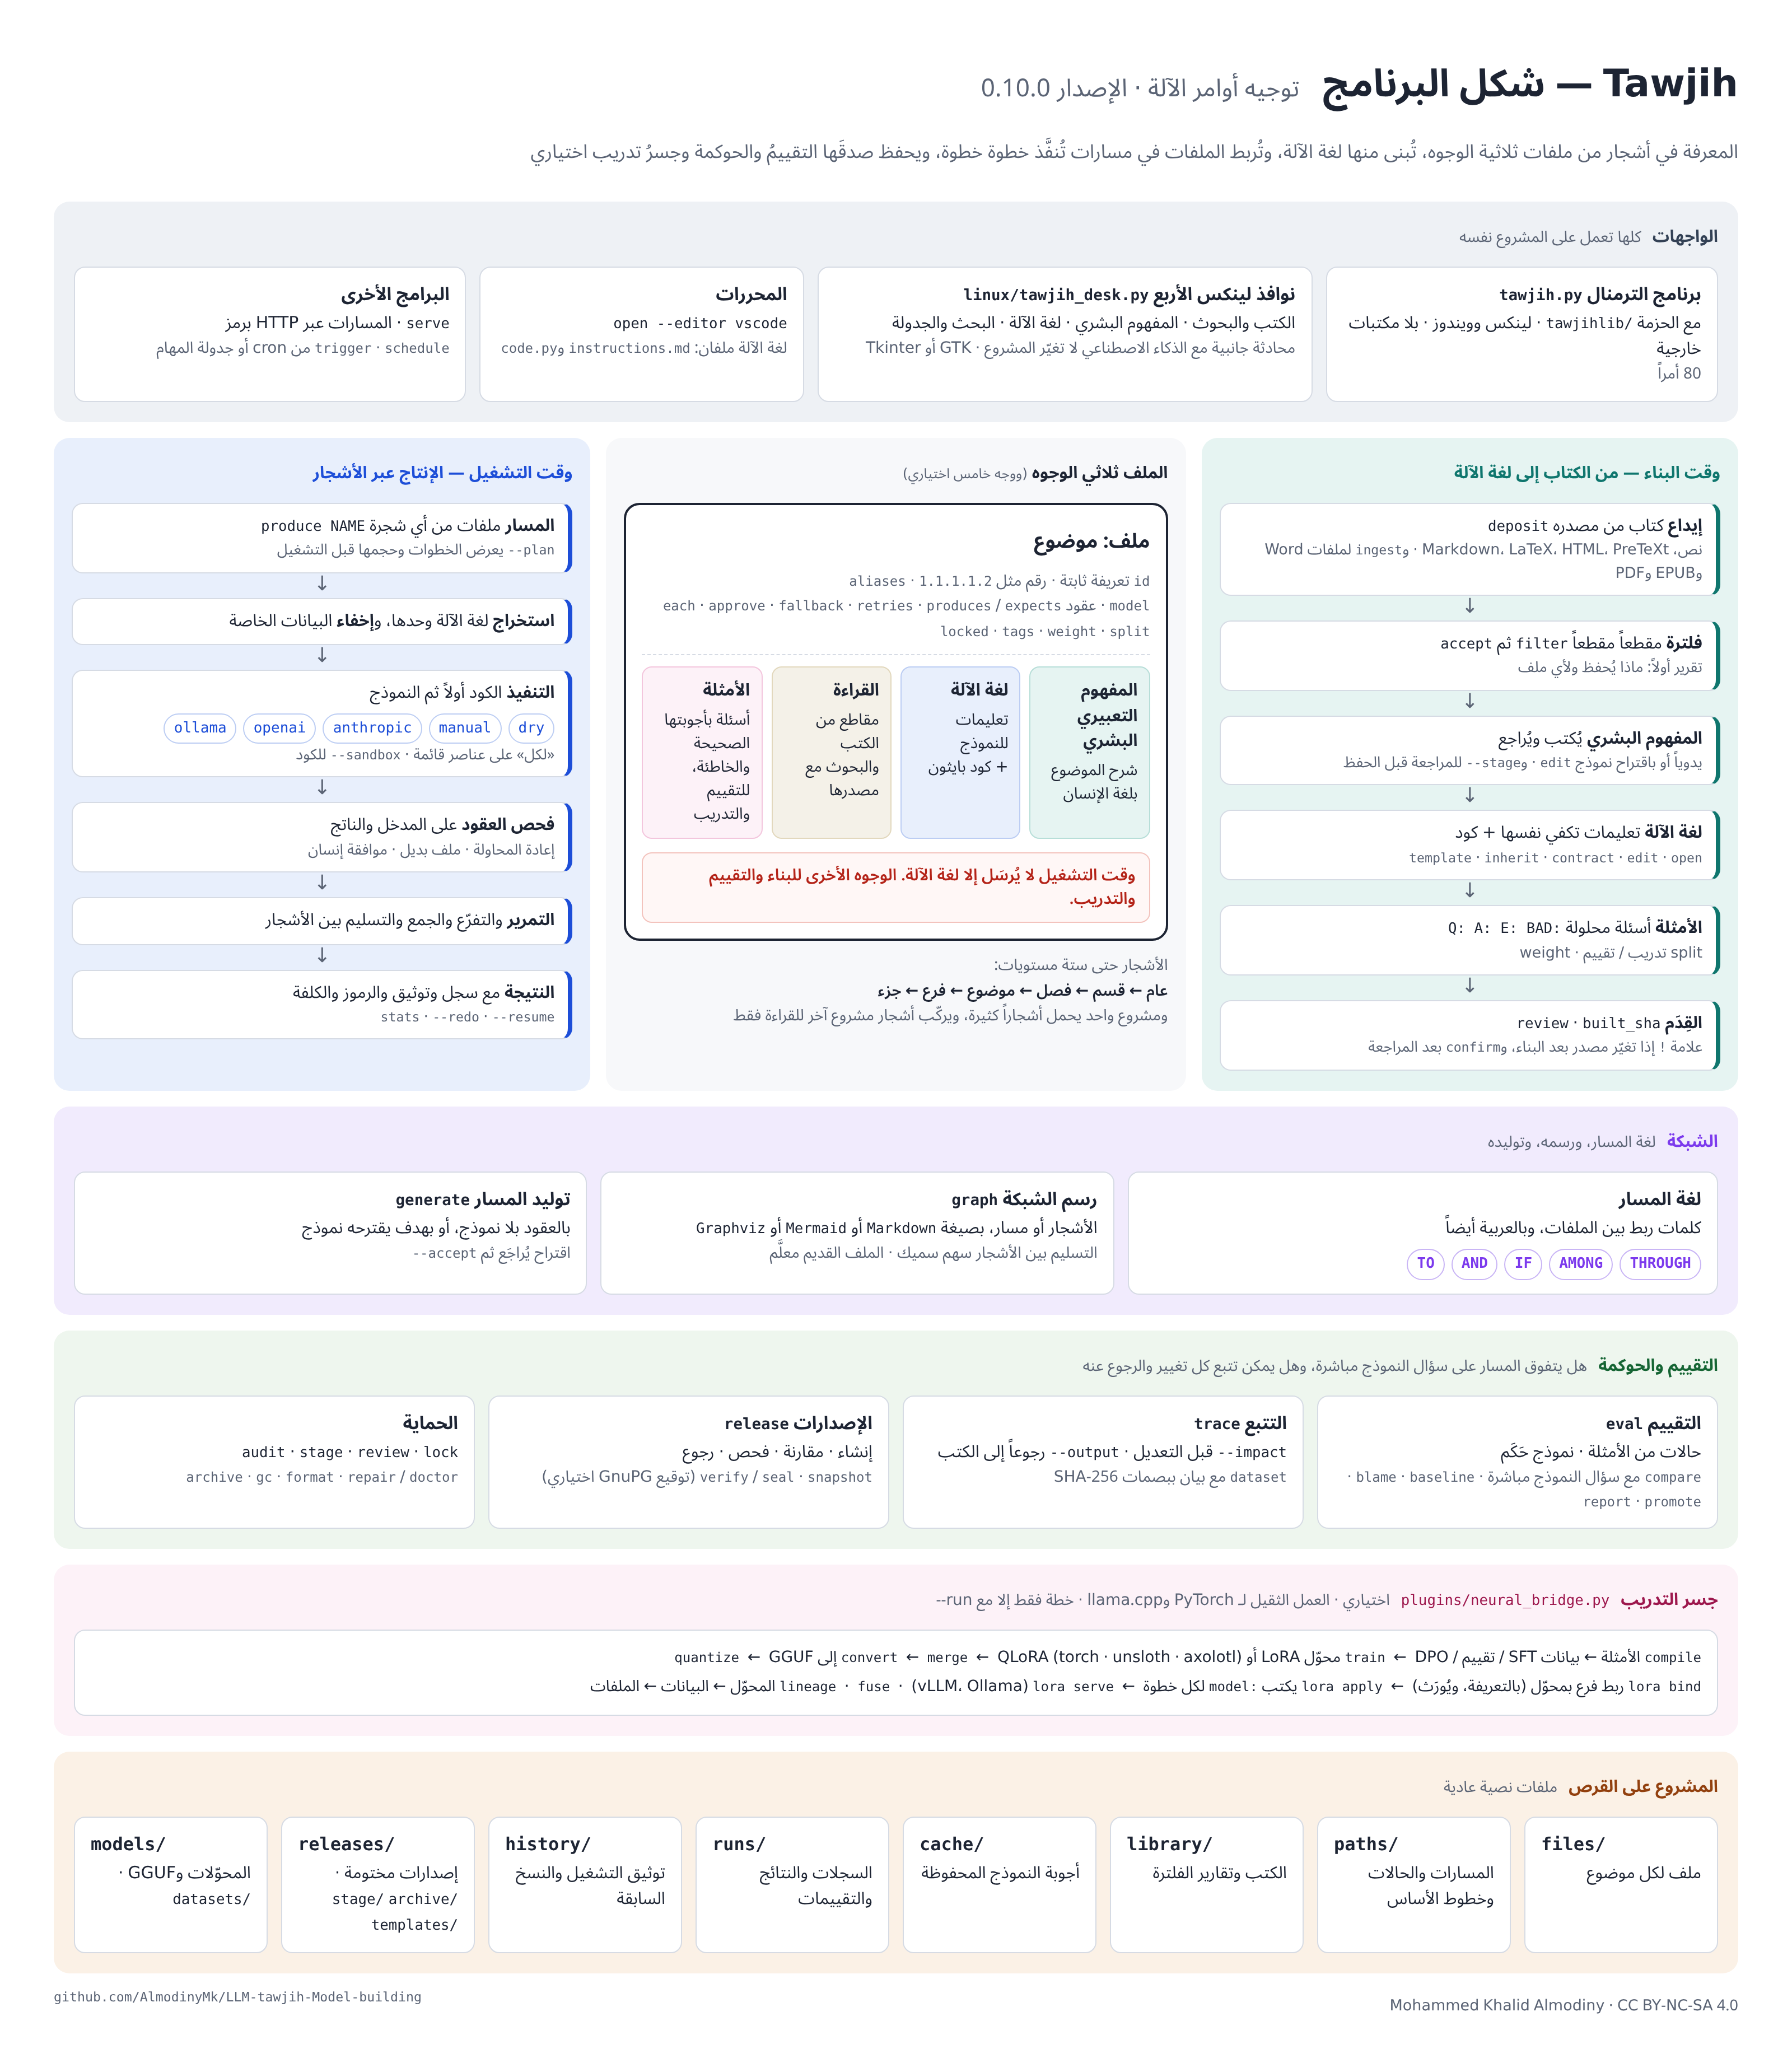 Tawjih — شكل البرنامج توجيه أوامر الآلة · الإصدار 0.10.0
المعرفة في أشجار من ملفات ثلاثية الوجوه، تُبنى منها لغة الآلة، وتُربط الملفات في مسارات تُنفَّذ خطوة خطوة، ويحفظ صدقَها التقييمُ والحوكمة وجسرُ تدريب اختياري
الواجهات كلها تعمل على المشروع نفسه
برنامج الترمنال tawjih.py
مع الحزمة tawjihlib/ · لينكس وويندوز · بلا مكتبات
خارجية
80 أمراً
نوافذ لينكس الأربع linux/tawjih_desk.py
الكتب والبحوث · المفهوم البشري · لغة الآلة · البحث والجدولة
محادثة جانبية مع الذكاء الاصطناعي لا تغيّر المشروع · GTK أو Tkinter
المحررات
open --editor vscode
لغة الآلة ملفان: instructions.md وcode.py
البرامج الأخرى
serve · المسارات عبر HTTP برمز
trigger · schedule من cron أو جدولة المهام
وقت البناء — من الكتاب إلى لغة الآلة
إيداع كتاب من مصدره deposit
نص، Markdown، LaTeX، HTML، PreTeXt · وingest لملفات Word
وEPUB وPDF
↓
فلترة مقطعاً مقطعاً filter ثم accept
تقرير أولاً: ماذا يُحفظ ولأي ملف
↓
المفهوم البشري يُكتب ويُراجع
يدوياً أو باقتراح نموذج edit · و--stage للمراجعة قبل الحفظ
↓
لغة الآلة تعليمات تكفي نفسها + كود
template · inherit · contract · edit · open
↓
الأمثلة أسئلة محلولة Q: A: E: BAD:
split تدريب / تقييم · weight
↓
القِدَم review · built_sha
علامة ! إذا تغيّر مصدر بعد البناء، وconfirm بعد المراجعة
الملف ثلاثي الوجوه (ووجه خامس اختياري)
ملف: موضوع
id تعريفة ثابتة · رقم مثل 1.1.1.1.2 · aliases
model · عقود each · approve · fallback · retries · produces / expects
locked · tags · weight · split
المفهوم
التعبيري
البشري
شرح الموضوع
بلغة الإنسان
لغة الآلة
تعليمات
للنموذج
+ كود بايثون
القراءة
مقاطع من
الكتب
والبحوث مع
مصدرها
الأمثلة
أسئلة بأجوبتها
الصحيحة
والخاطئة،
للتقييم
والتدريب
وقت التشغيل لا يُرسَل إلا لغة الآلة. الوجوه الأخرى للبناء والتقييم
والتدريب.
الأشجار حتى ستة مستويات:
عام ← قسم ← فصل ← موضوع ← فرع ← جزء
ومشروع واحد يحمل أشجاراً كثيرة، ويركّب أشجار مشروع آخر للقراءة فقط
وقت التشغيل — الإنتاج عبر الأشجار
المسار ملفات من أي شجرة produce NAME
--plan يعرض الخطوات وحجمها قبل التشغيل
↓
استخراج لغة الآلة وحدها، وإخفاء البيانات الخاصة
↓
التنفيذ الكود أولاً ثم النموذج
dry manual anthropic openai ollama
«لكل» على عناصر قائمة · --sandbox للكود
↓
فحص العقود على المدخل والناتج
إعادة المحاولة · ملف بديل · موافقة إنسان
↓
التمرير والتفرّع والجمع والتسليم بين الأشجار
↓
النتيجة مع سجل وتوثيق والرموز والكلفة
stats · --redo · --resume
الشبكة لغة المسار، ورسمه، وتوليده
لغة المسار
كلمات ربط بين الملفات، وبالعربية أيضاً
THROUGH AMONG IF AND TO
رسم الشبكة graph
الأشجار أو مسار، بصيغة Markdown أو Mermaid أو Graphviz
التسليم بين الأشجار سهم سميك · الملف القديم معلَّم
توليد المسار generate
بالعقود بلا نموذج، أو بهدف يقترحه نموذج
اقتراح يُراجَع ثم --accept
التقييم والحوكمة هل يتفوق المسار على سؤال النموذج مباشرة، وهل يمكن تتبع كل تغيير والرجوع عنه
التقييم eval
حالات من الأمثلة · نموذج حَكَم
compare مع سؤال النموذج مباشرة · blame · baseline ·
report · promote
التتبع trace
--impact قبل التعديل · --output رجوعاً إلى الكتب
dataset مع بيان ببصمات SHA-256
الإصدارات release
إنشاء · مقارنة · فحص · رجوع
verify / seal · snapshot (توقيع GnuPG اختياري)
الحماية
audit · stage · review · lock
archive · gc · format · repair / doctor
جسر التدريب plugins/neural_bridge.py اختياري · العمل الثقيل لـ PyTorch وllama.cpp · خطة فقط إلا مع --run
compile الأمثلة ← بيانات SFT / تقييم / DPO ← train محوّل LoRA أو QLoRA (torch · unsloth · axolotl) ← merge ← convert إلى GGUF ← quantize
lora bind ربط فرع بمحوّل (بالتعريفة، ويُورَث) ← lora apply يكتب model: لكل خطوة ← lora serve (vLLM، Ollama) · lineage · fuse المحوّل ← البيانات ← الملفات
المشروع على القرص ملفات نصية عادية
files/
ملف لكل موضوع
paths/
المسارات والحالات
وخطوط الأساس
library/
الكتب وتقارير الفلترة
cache/
أجوبة النموذج المحفوظة
runs/
السجلات والنتائج
والتقييمات
history/
توثيق التشغيل والنسخ
السابقة
releases/
إصدارات مختومة ·
stage/ archive/
templates/
models/
المحوّلات وGGUF ·
datasets/
Mohammed Khalid Almodiny · CC BY-NC-SA 4.0
github.com/AlmodinyMk/LLM-tawjih-Model-building